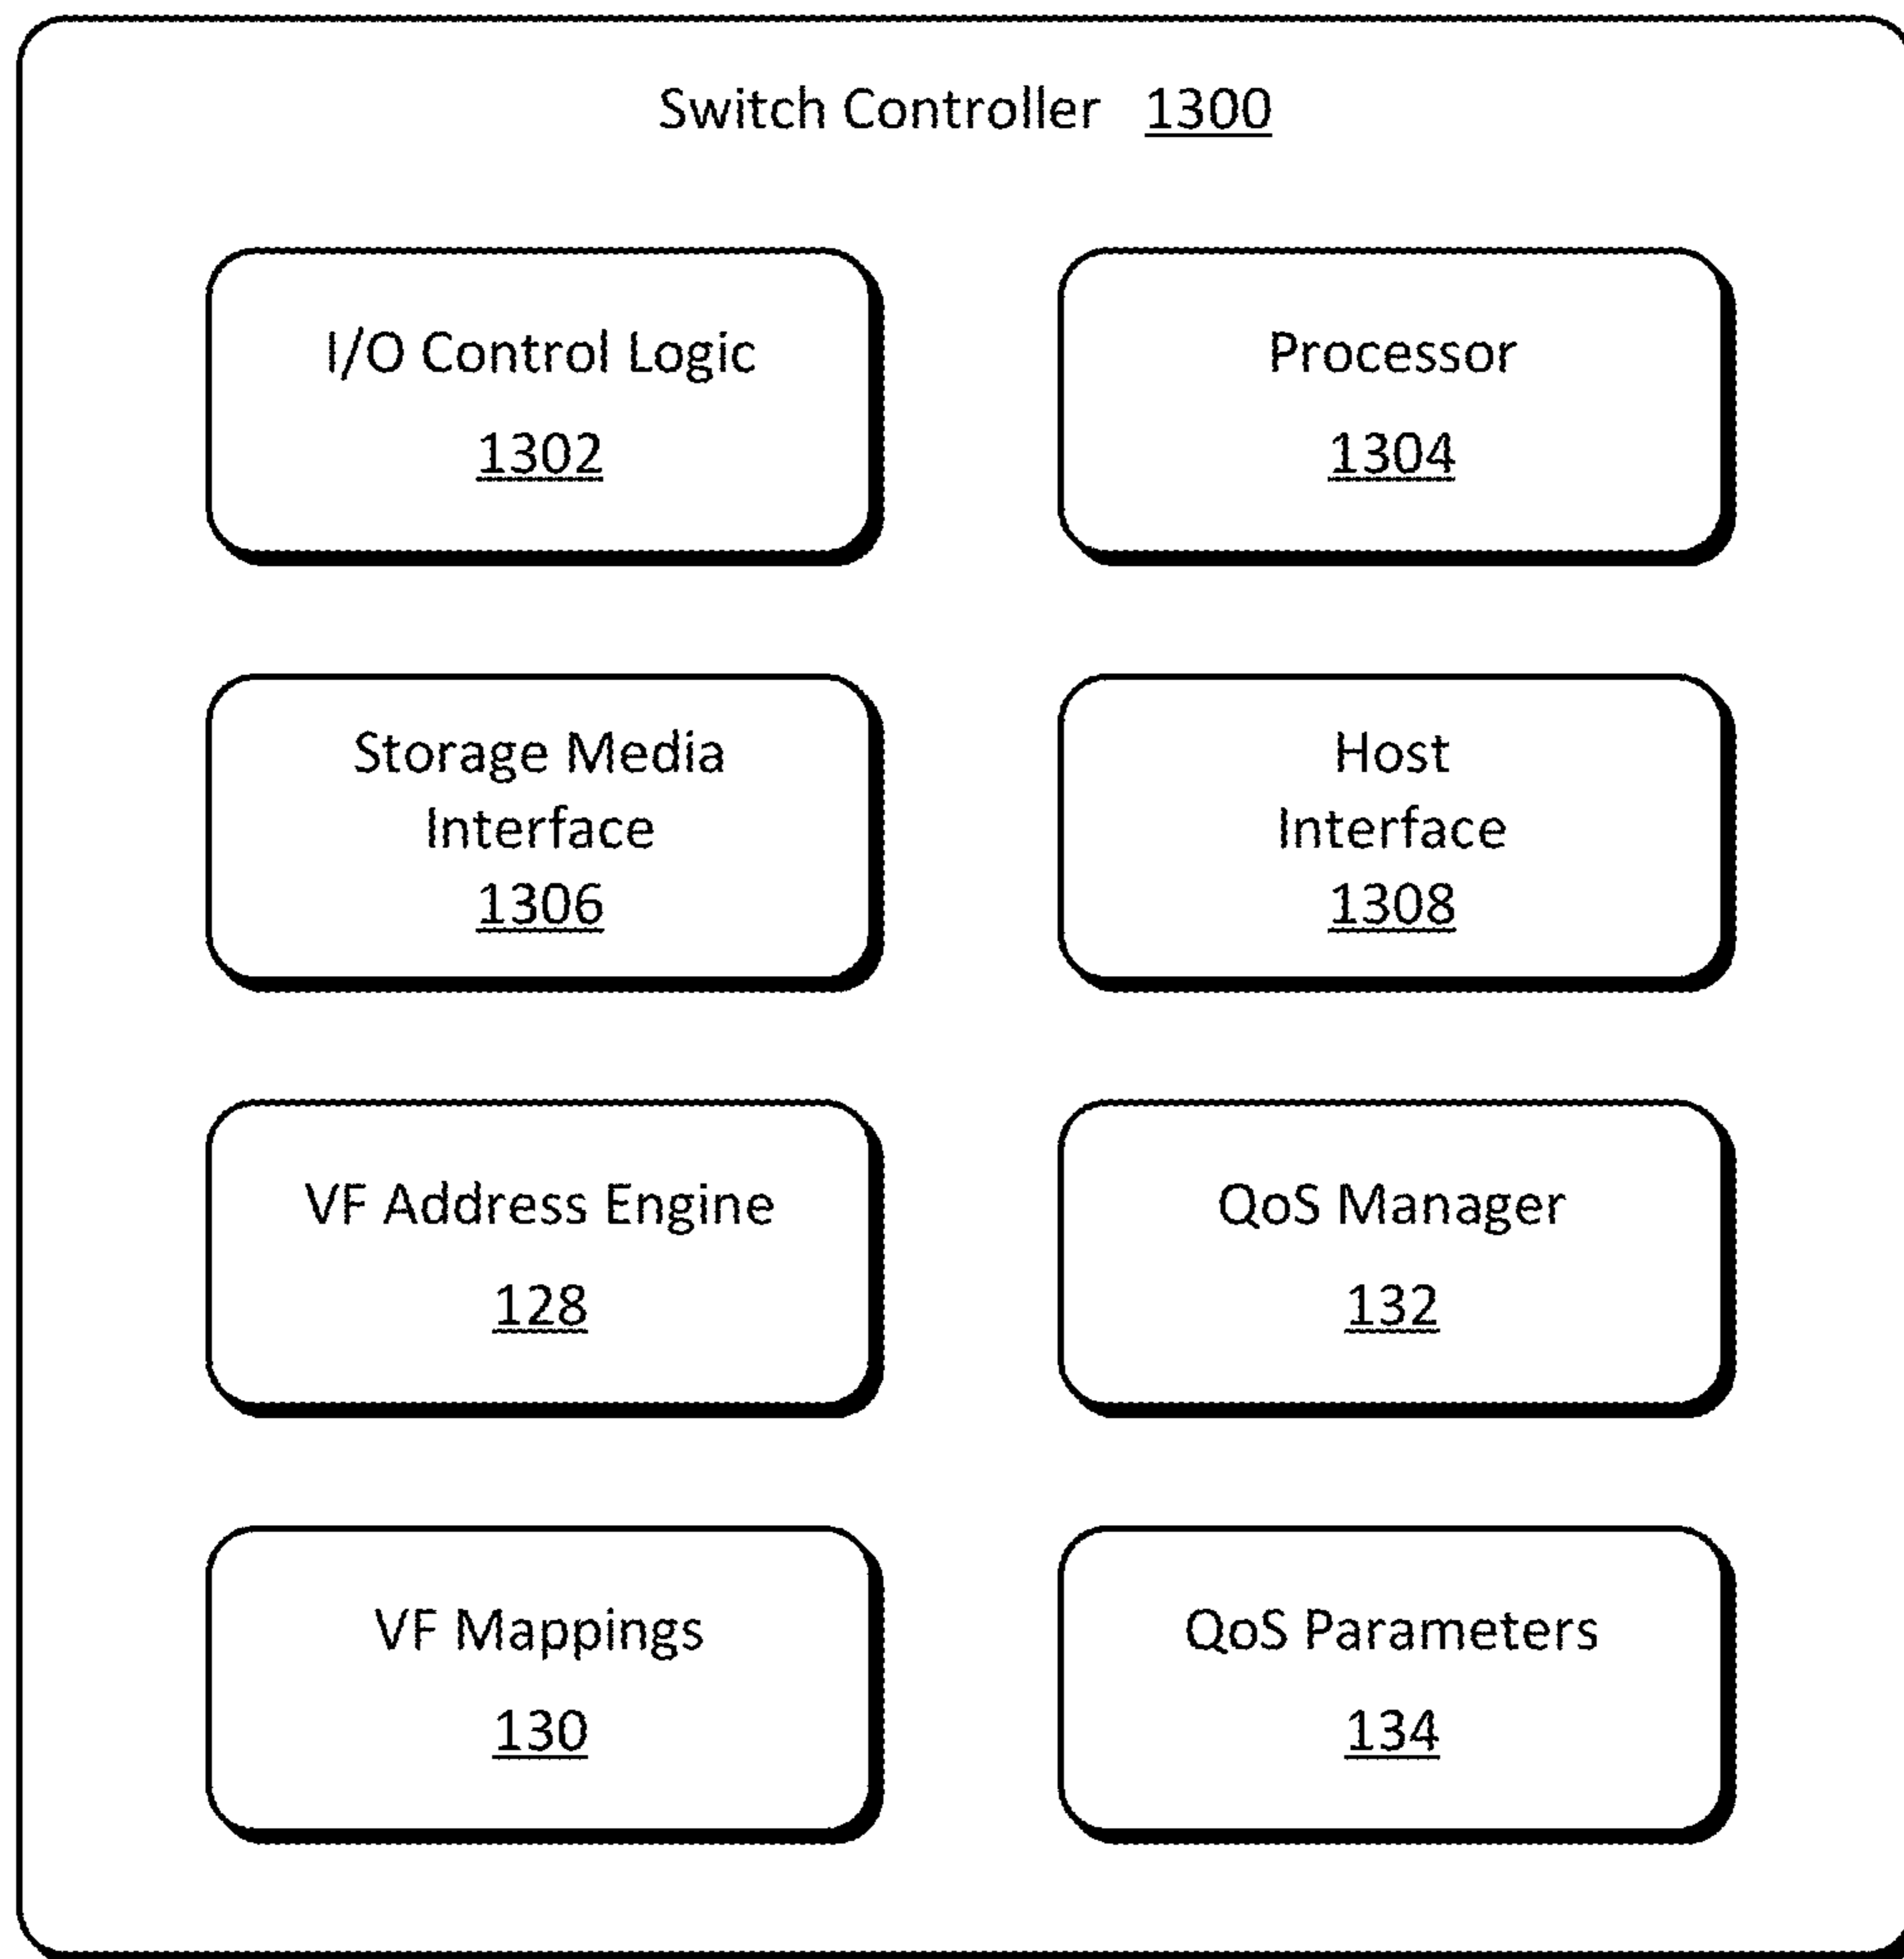 Switch Controller 1300
I/O Control Logic
1302
Processor
1304
Storage Media
Interface
1306
Host
Interface
1308
VF Address Engine
128
QoS Manager
132
VF Mappings
130
QoS Parameters
134